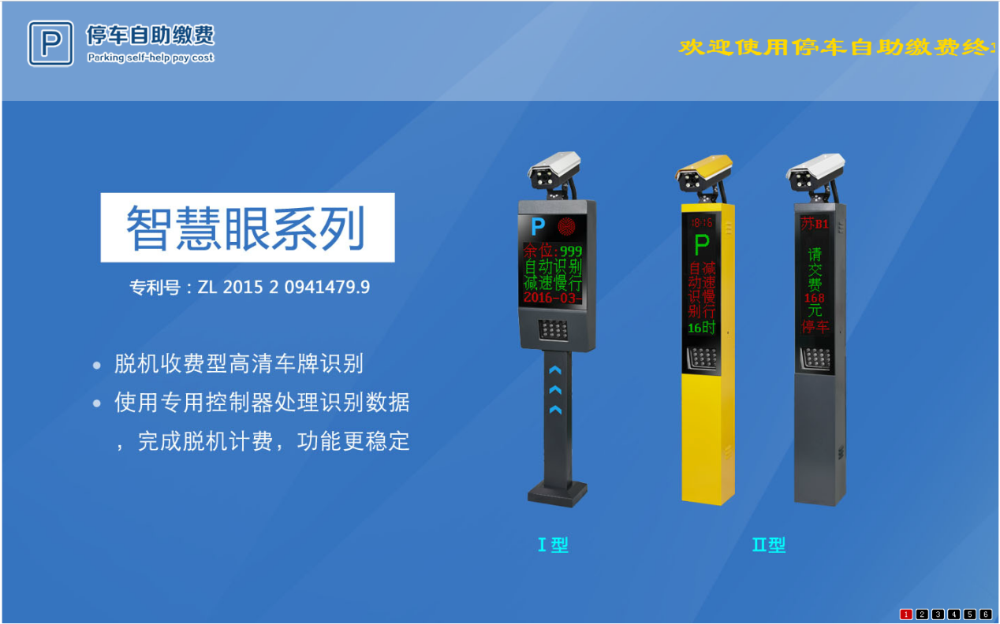 P
停车自助缴费
Parking self-help pay cost
欢迎使用停车自助缴费终
智慧眼系列
专利号：ZL 2015 2 0941479.9
脱机收费型高清车牌识别
使用专用控制器处理识别数据
，完成脱机计费，功能更稳定
P
余位:999
自动识别
减速慢行
2016-03-
18:16
P
自动识别
减速慢行
16时
苏B1
请交费
168
元
停车
I型
II型
1 2 3 4 5 6